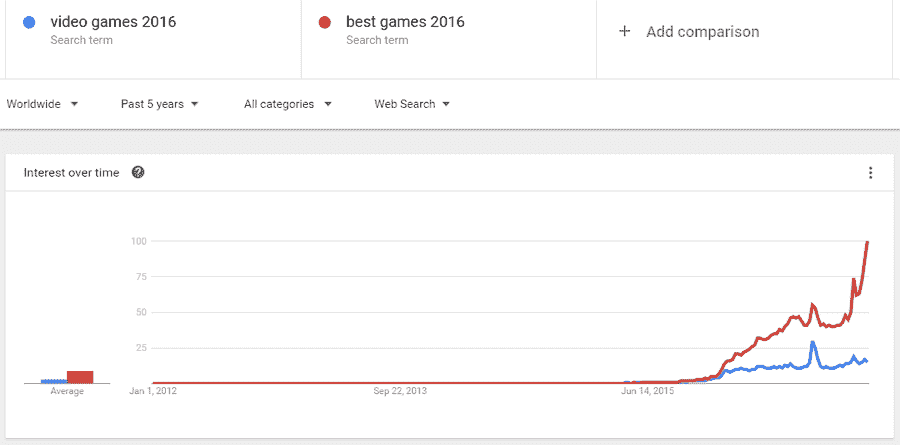 video games 2016
Search term
best games 2016
Search term
+ Add comparison
Worldwide Past 5 years All categories Web Search
Interest over time ?
100
75
50
25
Average
Jan 1, 2012 Sep 22, 2013 Jun 14, 2015